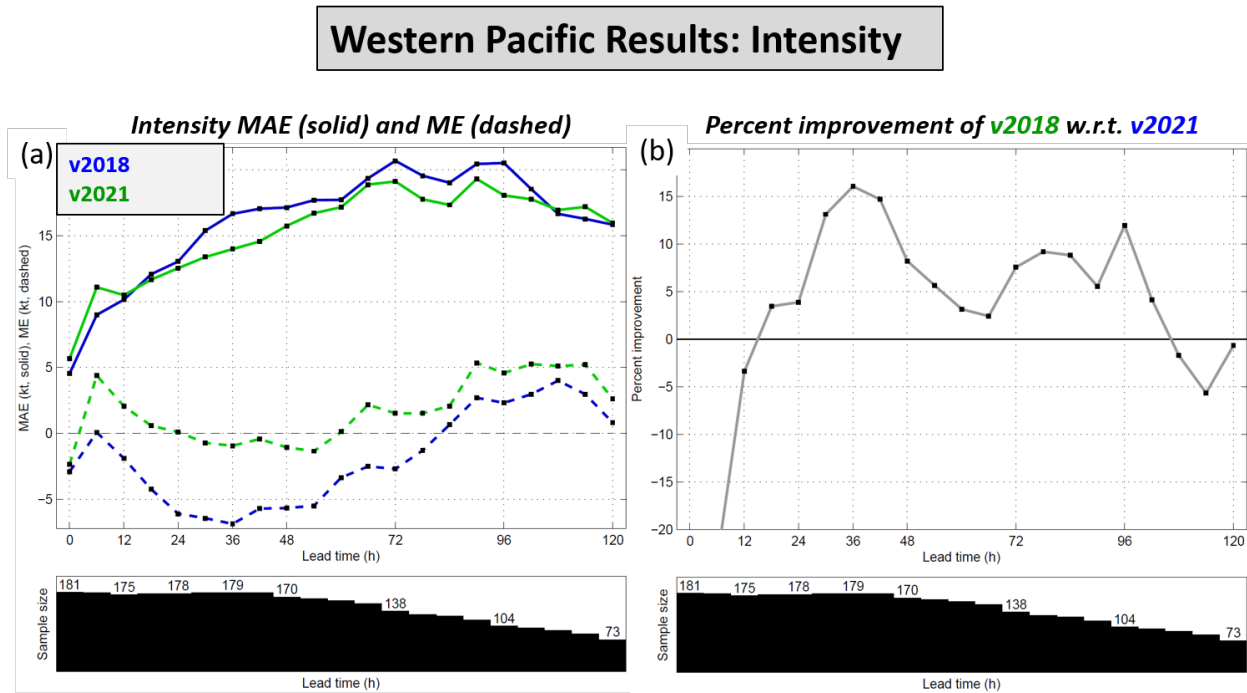 Western Pacific Results: Intensity
Intensity MAE (solid) and ME (dashed)
(a)
v2018
v2021
MAE (kt, solid), ME (kt, dashed)
15
10
5
0
−5
0 12 24 36 48 72 96 120
Lead time (h)
Sample size
181 175 178 179 170 138 104 73
Lead time (h)
Percent improvement of v2018 w.r.t. v2021
(b)
Percent improvement
15
10
5
0
−5
−10
−15
−20
0 12 24 36 48 72 96 120
Lead time (h)
Sample size
181 175 178 179 170 138 104 73
Lead time (h)